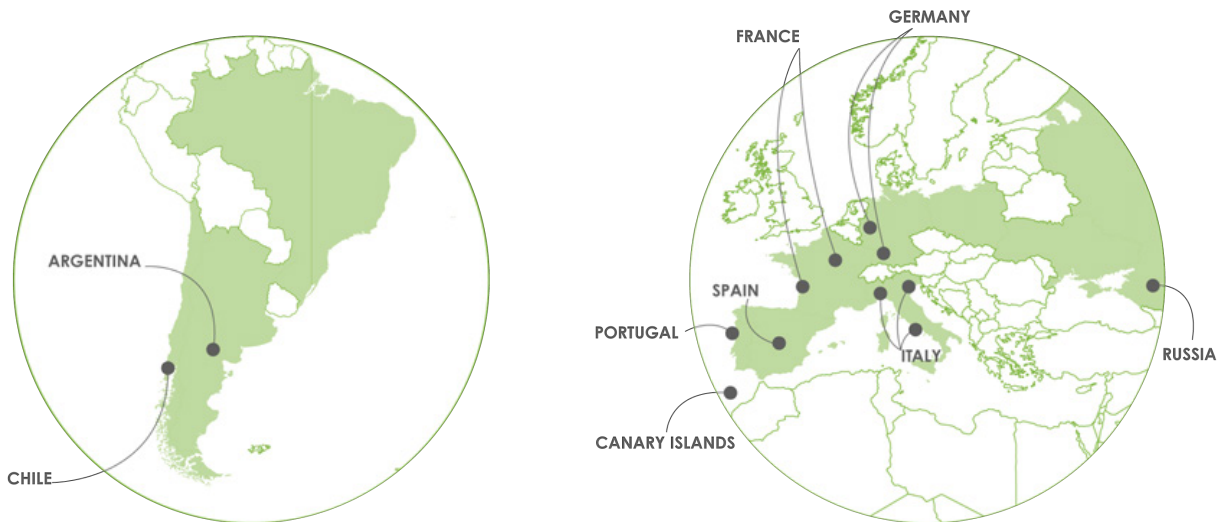 ARGENTINA
CHILE
GERMANY
FRANCE
SPAIN
PORTUGAL
ITALY
RUSSIA
CANARY ISLANDS